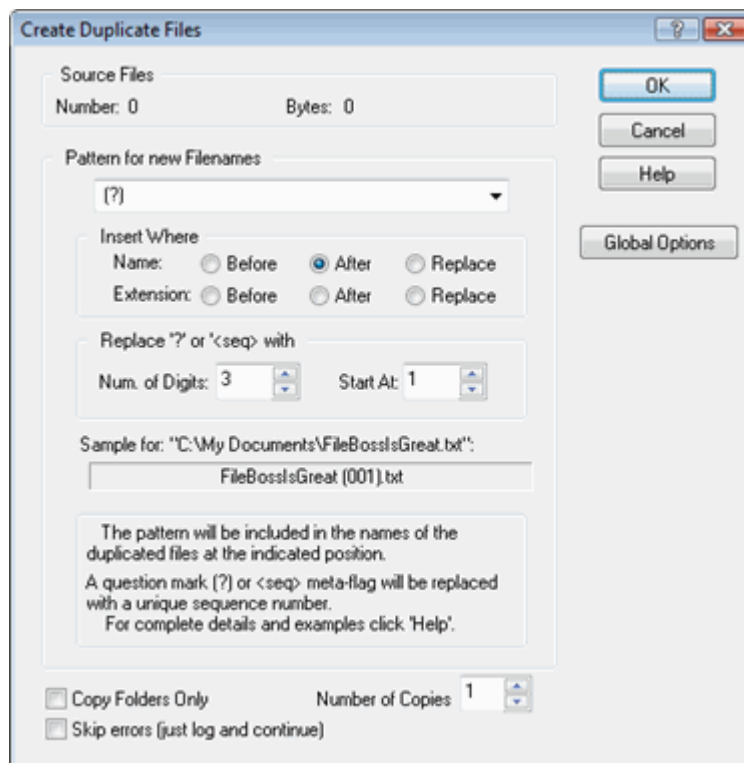 Create Duplicate Files
Source Files
Number: 0 Bytes: 0
OK
Cancel
Help
Global Options
Pattern for new Filenames
(?)
Insert Where
Name: Before After Replace
Extension: Before After Replace
Replace '?' or '<seq> with
Num. of Digits: 3 Start At: 1
Sample for: "C:\My Documents\FileBossIsGreat.txt":
FileBossIsGreat (001).txt
The pattern will be included in the names of the
duplicated files at the indicated position.
A question mark (?) or <seq> meta-flag will be replaced
with a unique sequence number.
For complete details and examples click 'Help'.
Copy Folders Only Number of Copies 1
Skip errors (just log and continue)